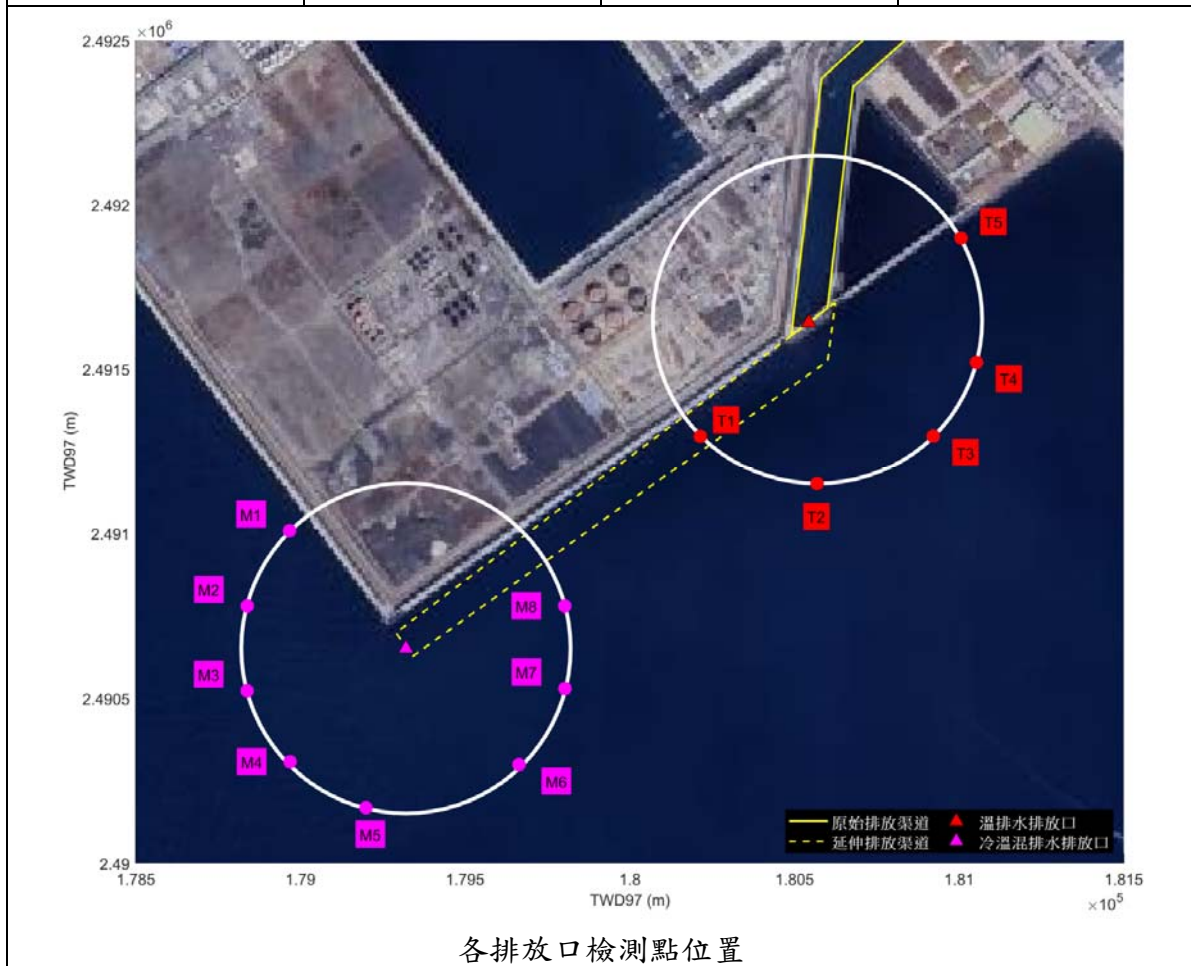 ×10⁶
2.4925
2.492
2.4915
2.491
2.4905
2.49
TWD97 (m)
T5
T4
T1
T3
T2
M1
M2
M8
M3
M7
M4
M6
M5
原始排放渠道 溫排水排放口
延伸排放渠道 冷溫混排水排放口
1.785 1.79 1.795 1.8 1.805 1.81 1.815
TWD97 (m)
×10⁵
各排放口檢測點位置